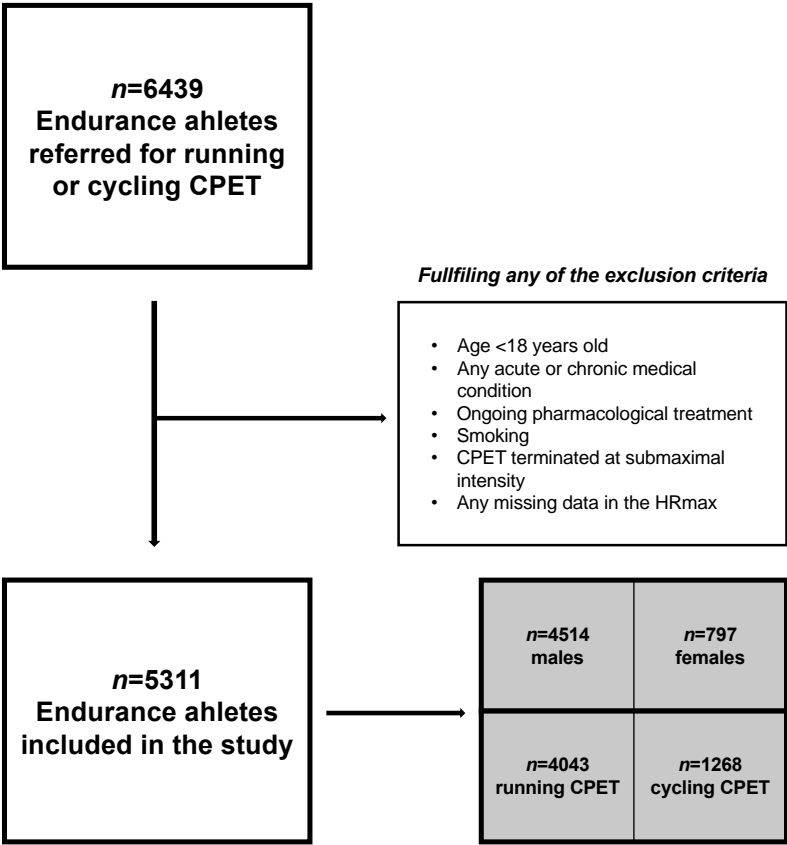 n=6439
Endurance ahletes
referred for running
or cycling CPET
Fullfiling any of the exclusion criteria
• Age <18 years old
• Any acute or chronic medical
condition
• Ongoing pharmacological treatment
• Smoking
• CPET terminated at submaximal
intensity
• Any missing data in the HRmax
n=5311
Endurance ahletes
included in the study
n=4514
males
n=797
females
n=4043
running CPET
n=1268
cycling CPET